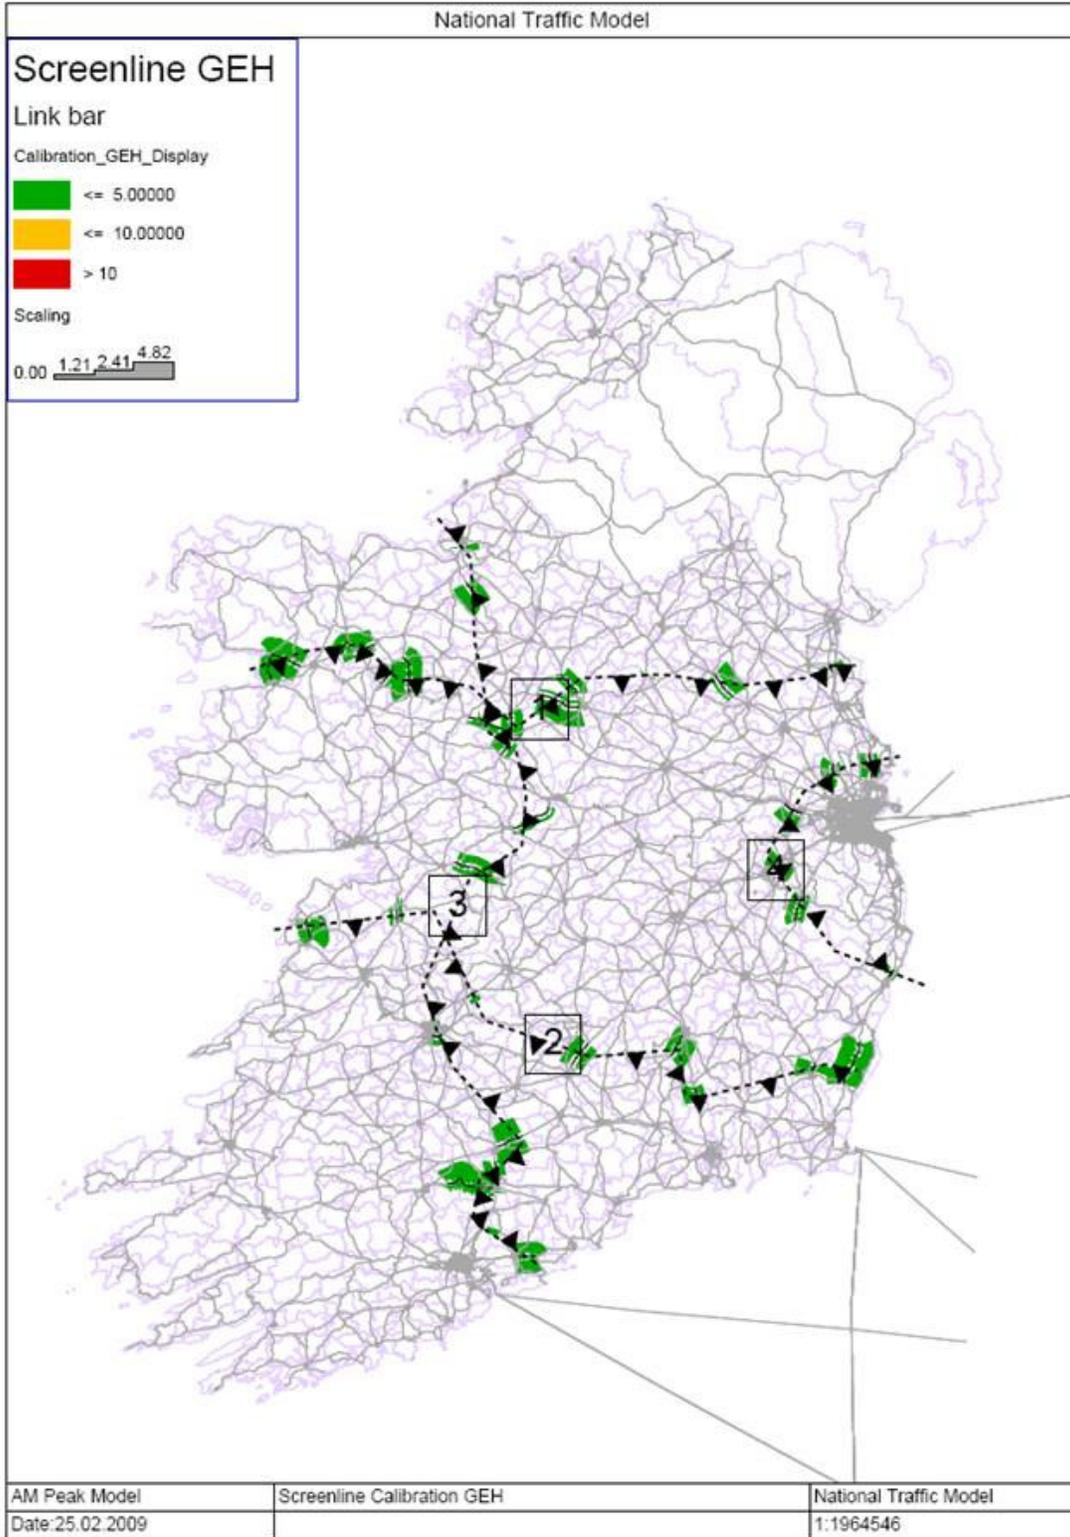 National Traffic Model
Screenline GEH
Link bar
Calibration_GEH_Display
<= 5.00000
<= 10.00000
> 10
Scaling
0.00 1.21 2.41 4.82
1
3
4
2
AM Peak Model Screenline Calibration GEH National Traffic Model
Date:25.02.2009 1:1964546